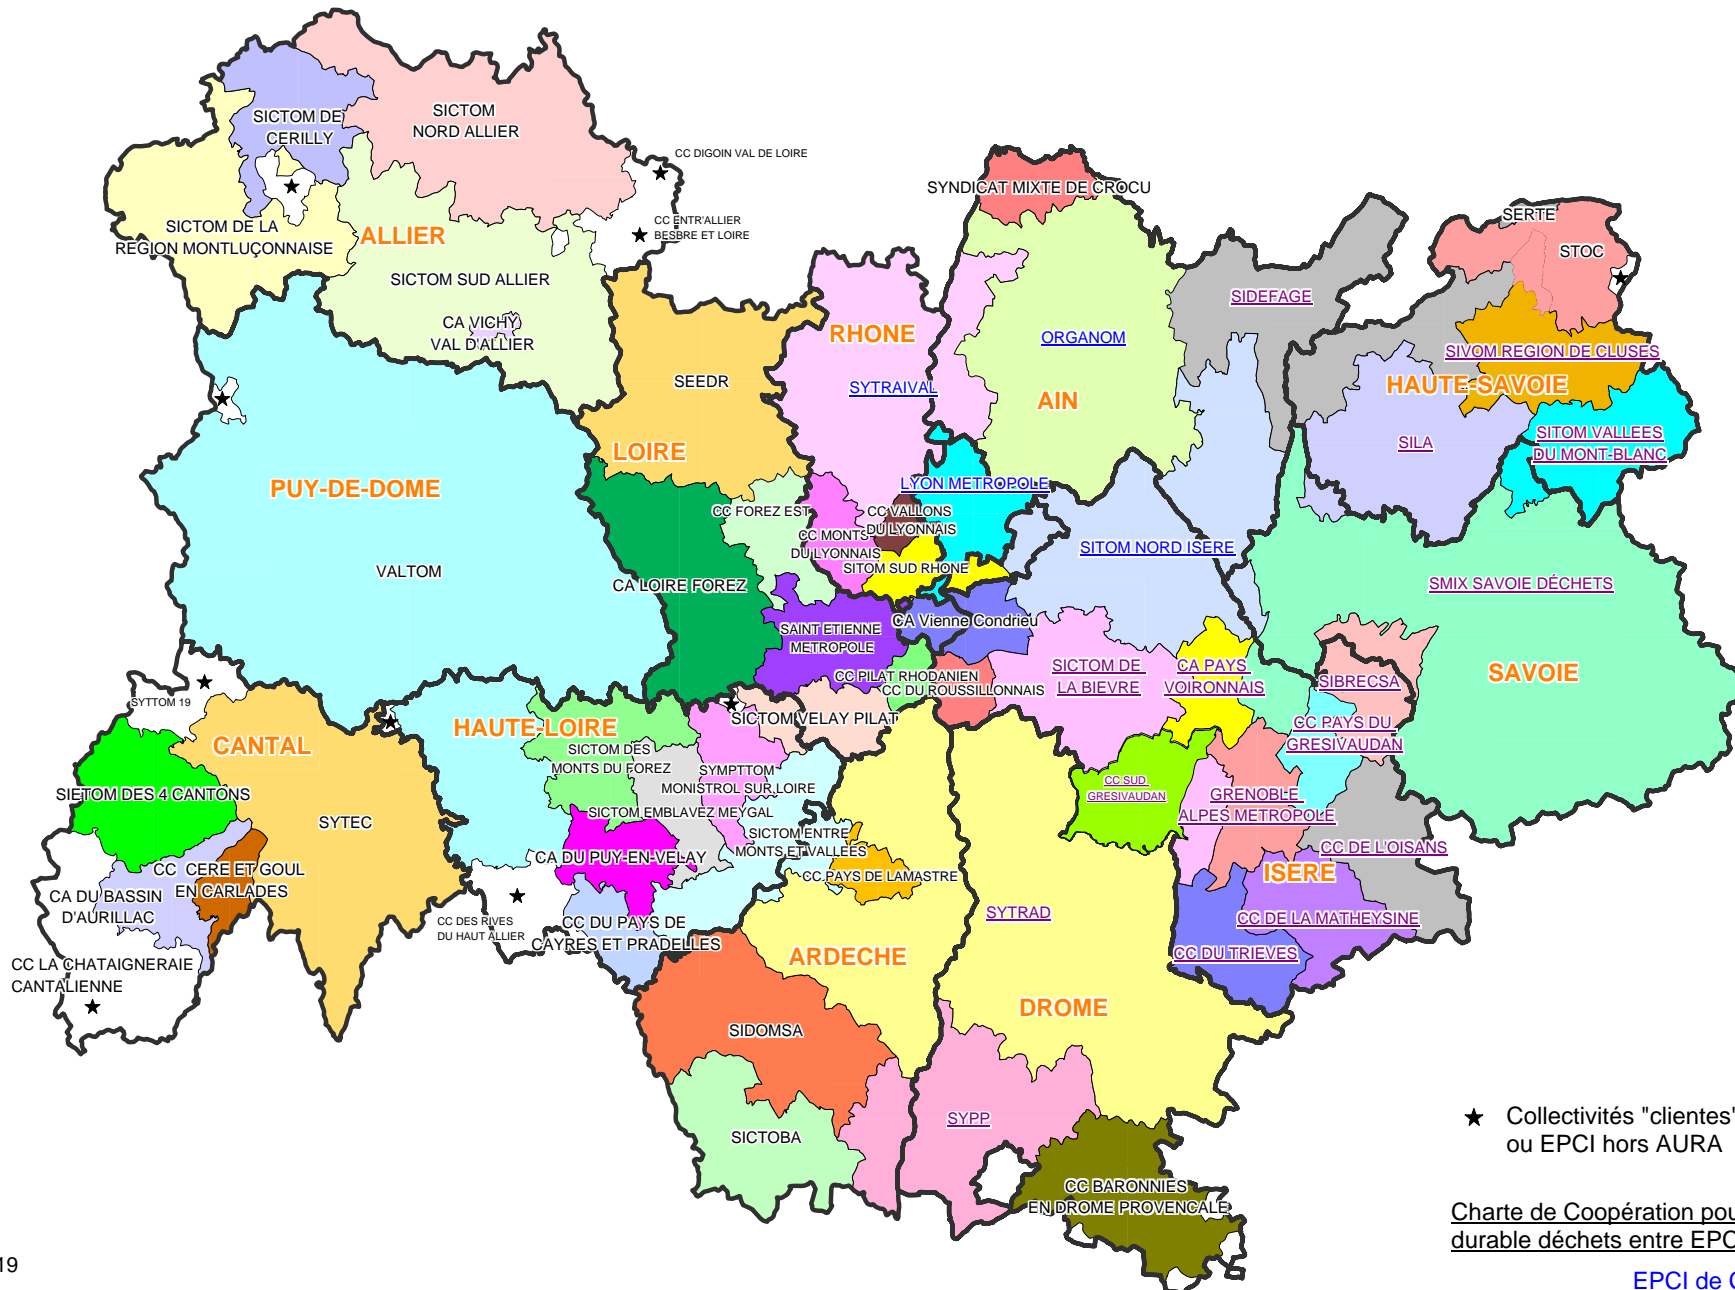 SICTOM DE
CERILLY
SICTOM
NORD ALLIER
CC DIGOIN VAL DE LOIRE
CC ENTR'ALLIER
BESBRE ET LOIRE
SICTOM DE LA
REGION MONTLUÇONNAISE
ALLIER
SICTOM SUD ALLIER
CA VICHY
VAL D'ALLIER
SYNDICAT MIXTE DE CROCU
SERTE
STOC
SIDEFAGE
RHONE
ORGANOM
SIVOM REGION DE CLUSES
SEEDR
SYTRAIVAL
AIN
HAUTE-SAVOIE
LOIRE
SILA
SITOM VALLEES
DU MONT-BLANC
PUY-DE-DOME
LYON METROPOLE
CC FOREZ EST
CC VALLONS
DU LYONNAIS
CC MONTS
DU LYONNAIS
SITOM NORD ISERE
VALTOM
SITOM SUD RHONE
CA LOIRE FOREZ
SMIX SAVOIE DÉCHETS
SAINT ETIENNE
METROPOLE
CA Vienne Condrieu
SICTOM DE
LA BIEVRE
CA PAYS
VOIRONNAIS
SAVOIE
CC PILAT RHODANIEN
CC DU ROUSSILLONNAIS
SIBRECSA
SYTTOM 19
SICTOM VELAY PILAT
HAUTE-LOIRE
CANTAL
CC PAYS DU
GRESIVAUDAN
SICTOM DES
MONTS DU FOREZ
SYMPTTOM
MONISTROL SUR LOIRE
CC SUD
GRESIVAUDAN
SIETOM DES 4 CANTONS
GRENOBLE
ALPES METROPOLE
SYTEC
SICTOM EMBLAVEZ MEYGAL
SICTOM ENTRE
MONTS ET VALLEES
CC DE L'OISANS
CA DU PUY-EN-VELAY
CC CERE ET GOUL
EN CARLADES
CC PAYS DE LAMASTRE
ISERE
CA DU BASSIN
D'AURILLAC
CC DES RIVES
DU HAUT ALLIER
CC DU PAYS DE
CAYRES ET PRADELLES
SYTRAD
CC DE LA MATHEYSINE
CC DU TRIEVES
ARDECHE
CC LA CHATAIGNERAIE
CANTALIENNE
DROME
SIDOMSA
SYPP
SICTOBA
CC BARONNIES
EN DROME PROVENCALE
Collectivités "clientes"
ou EPCI hors AURA
Charte de Coopération pou
durable déchets entre EPC
EPCI de C
19